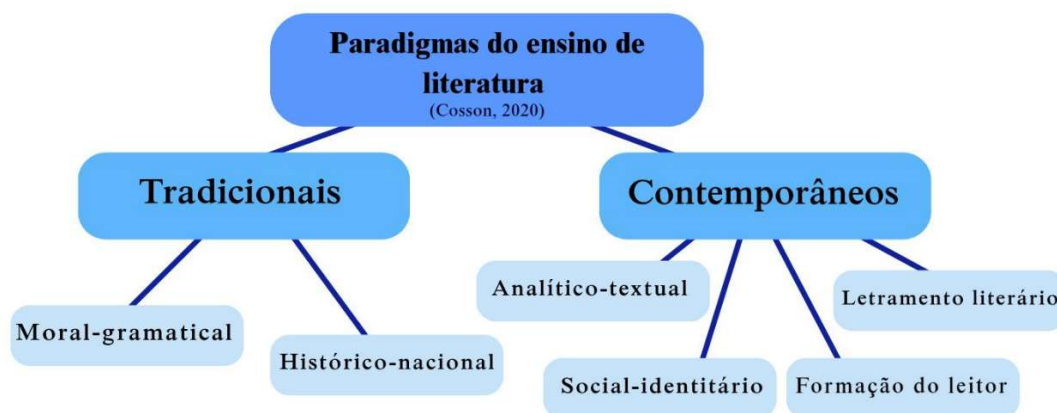 Paradigmas do ensino de
literatura
(Cosson, 2020)
Tradicionais
Contemporâneos
Moral-gramatical
Histórico-nacional
Analítico-textual
Letramento literário
Social-identitário
Formação do leitor